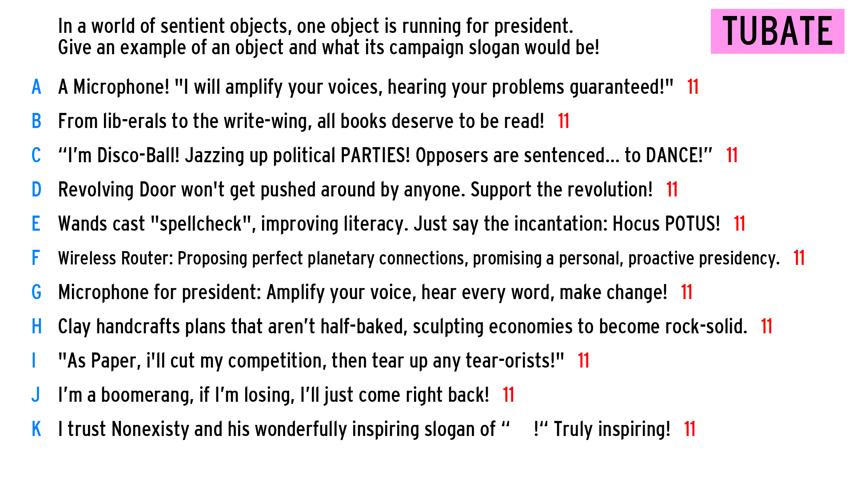 In a world of sentient objects, one object is running for president.
Give an example of an object and what its campaign slogan would be!
TUBATE
A A Microphone! "I will amplify your voices, hearing your problems guaranteed!" 11
B From lib-erals to the write-wing, all books deserve to be read! 11
C “I’m Disco-Ball! Jazzing up political PARTIES! Opposers are sentenced... to DANCE!” 11
D Revolving Door won't get pushed around by anyone. Support the revolution! 11
E Wands cast "spellcheck", improving literacy. Just say the incantation: Hocus POTUS! 11
F Wireless Router: Proposing perfect planetary connections, promising a personal, proactive presidency. 11
G Microphone for president: Amplify your voice, hear every word, make change! 11
H Clay handcrafts plans that aren’t half-baked, sculpting economies to become rock-solid. 11
I "As Paper, i'll cut my competition, then tear up any tear-orists!" 11
J I’m a boomerang, if I’m losing, I’ll just come right back! 11
K I trust Nonexisty and his wonderfully inspiring slogan of “ !“ Truly inspiring! 11